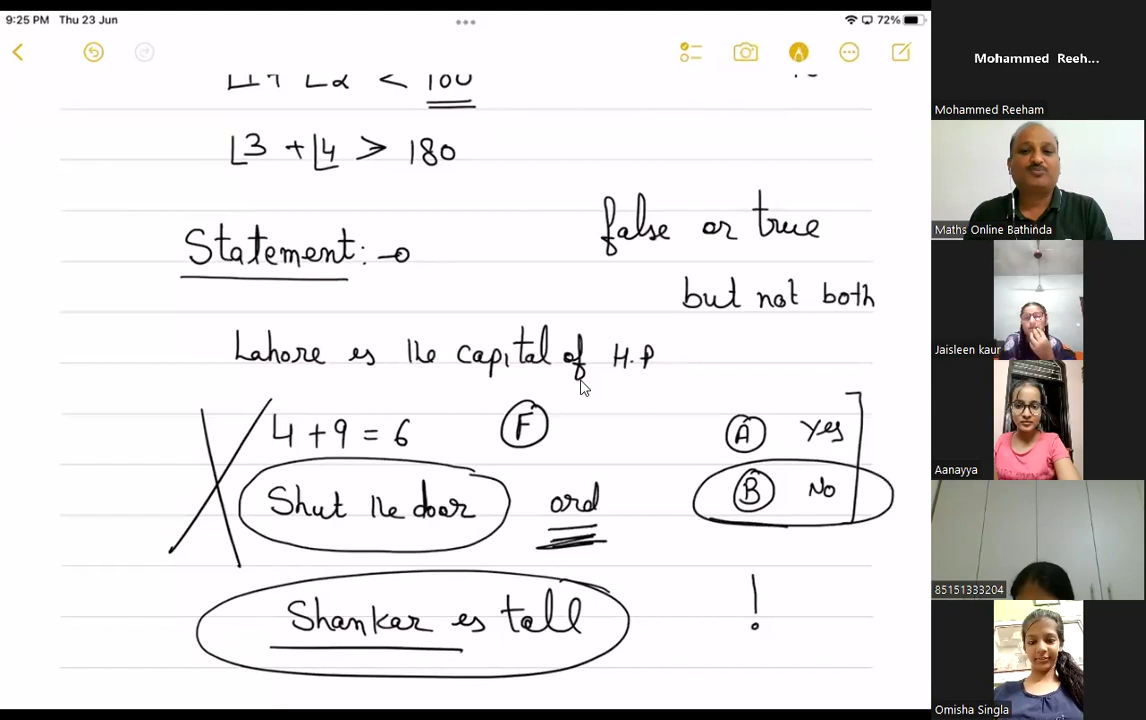 9:25 PM Thu 23 Jun
72%
∠3 + ∠4 > 180
Statement:→
false or true
but not both
Lahore is the capital of H.P
4 + 9 = 6 F
A Yes
Shut the door
B No
Shankar is tall !
Mohammed Reeh...
Mohammed Reeham
Maths Online Bathinda
Jaisleen kaur
Aanayya
85151333204
Omisha Singla